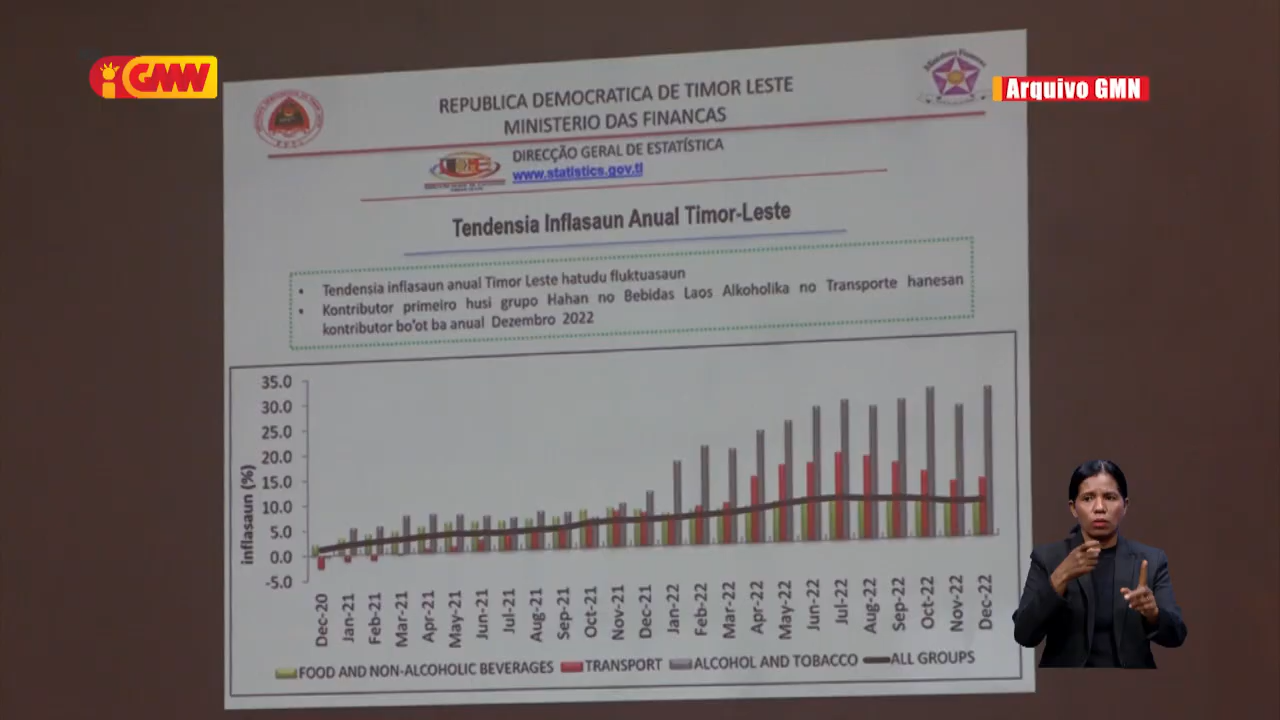 GMN
Arquivo GMN
REPUBLICA DEMOCRATICA DE TIMOR LESTE
MINISTERIO DAS FINANCAS
DIRECÇÃO GERAL DE ESTATÍSTICA
www.statistics.gov.tl
Tendensia Inflasaun Anual Timor-Leste
• Tendensia inflasaun anual Timor Leste hatudu fluktuasaun
• Kontributor primeiro husi grupo Hahan no Bebidas Laos Alkoholika no Transporte hanesan
kontributor bo'ot ba anual Dezembro 2022
inflasaun (%)
35.0
30.0
25.0
20.0
15.0
10.0
5.0
0.0
-5.0
Dec-20 Jan-21 Feb-21 Mar-21 Apr-21 May-21 Jun-21 Jul-21 Aug-21 Sep-21 Oct-21 Nov-21 Dec-21 Jan-22 Feb-22 Mar-22 Apr-22 May-22 Jun-22 Jul-22 Aug-22 Sep-22 Oct-22 Nov-22 Dec-22
FOOD AND NON-ALCOHOLIC BEVERAGES TRANSPORT ALCOHOL AND TOBACCO ALL GROUPS